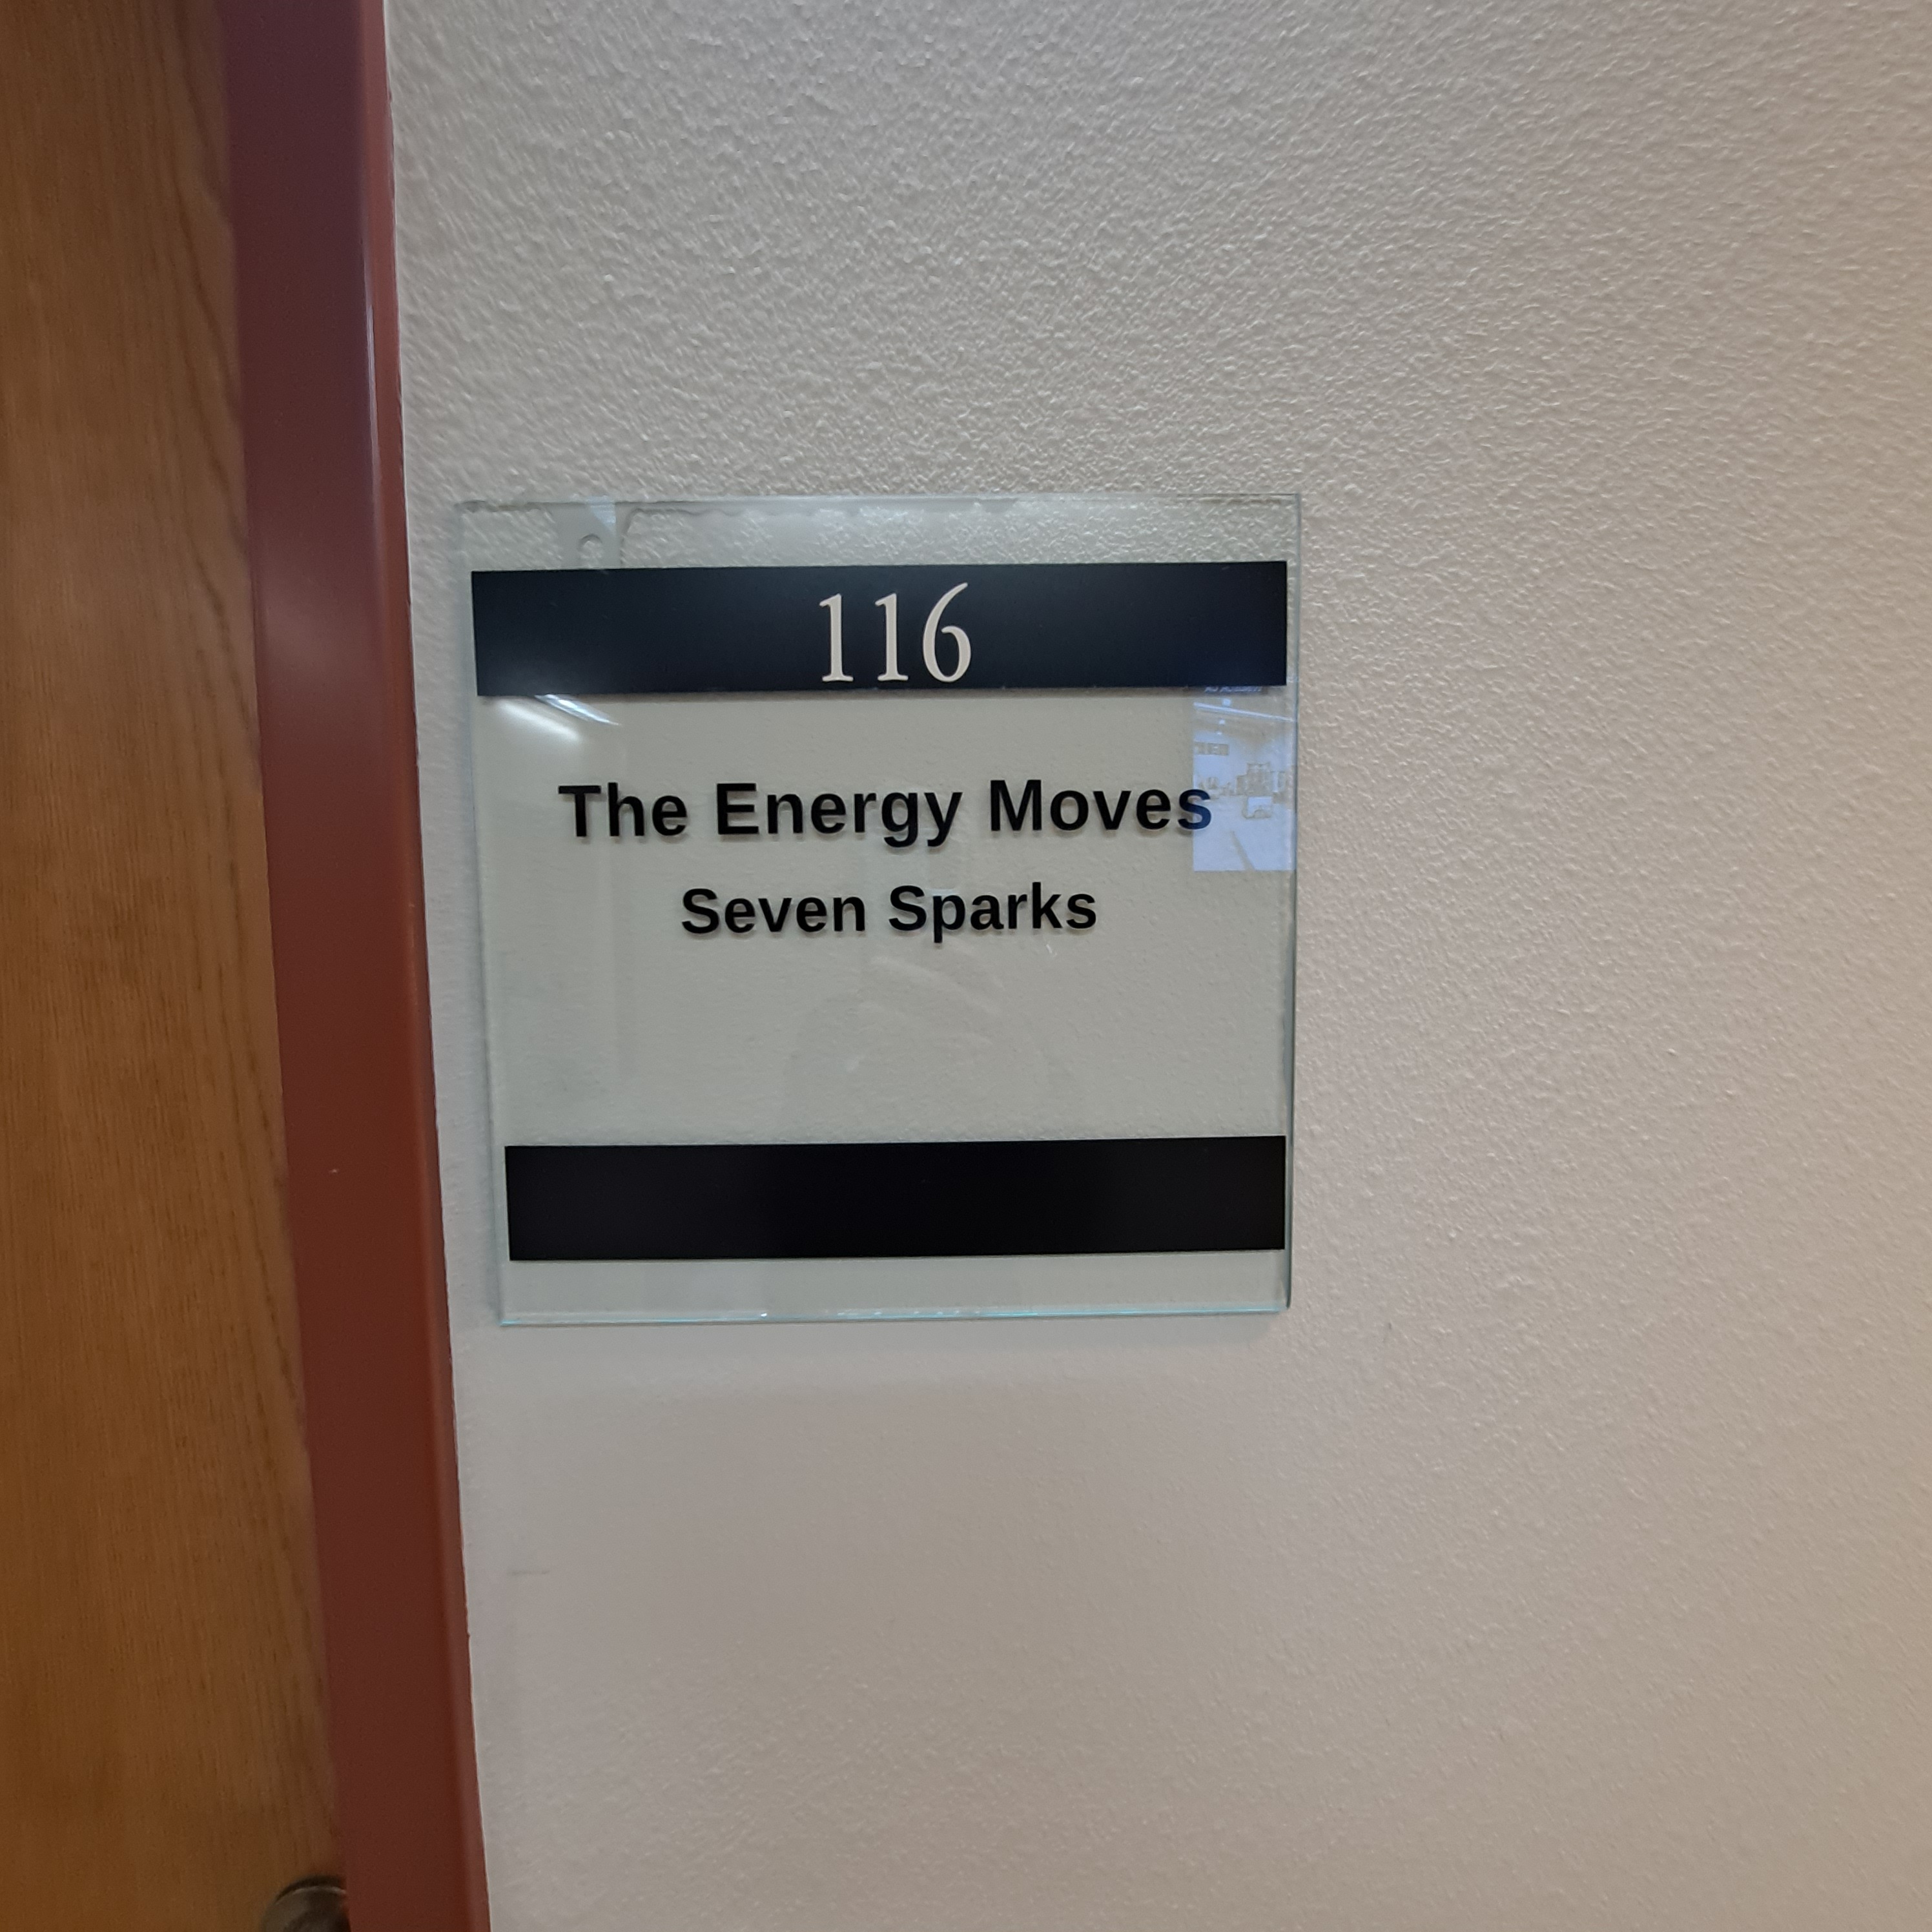 116
The Energy Moves
Seven Sparks